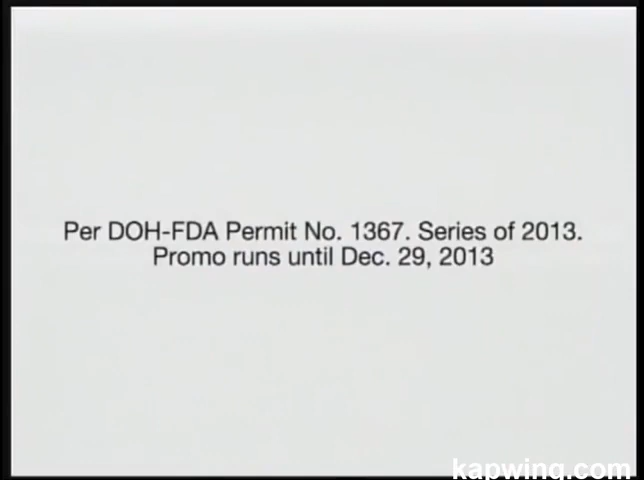 Per DOH-FDA Permit No. 1367. Series of 2013.
Promo runs until Dec. 29, 2013
kapwing.com